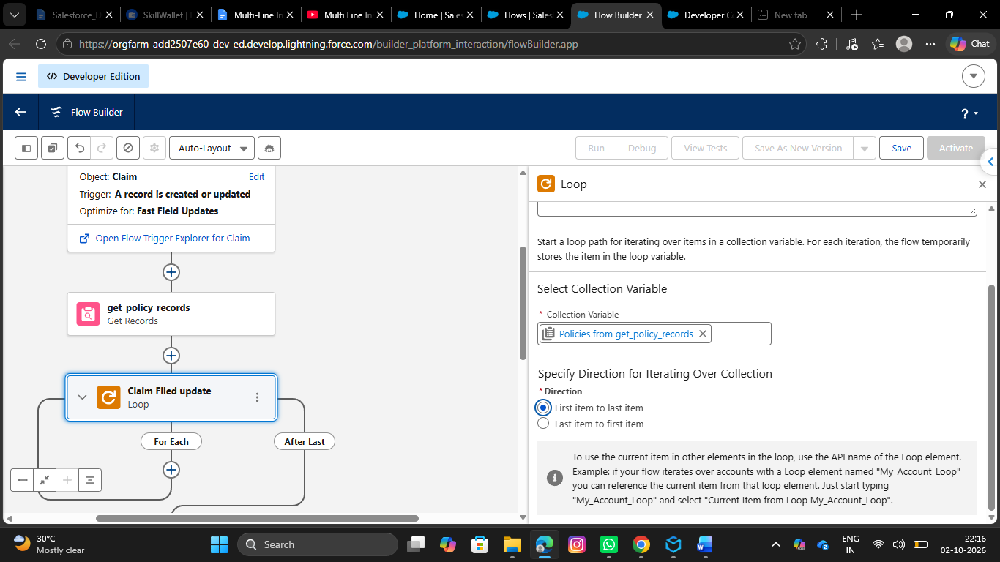 Salesforce_D
SkillWallet | D
Multi-Line In
Multi Line In
Home | Sales
Flows | Sales
Flow Builder
Developer Co
New tab
https://orgfarm-add2507e60-dev-ed.develop.lightning.force.com/builder_platform_interaction/flowBuilder.app
Chat
Developer Edition
Flow Builder
?
Auto-Layout
Run
Debug
View Tests
Save As New Version
Save
Activate
Object: Claim
Edit
Trigger: A record is created or updated
Optimize for: Fast Field Updates
Open Flow Trigger Explorer for Claim
get_policy_records
Get Records
Claim Filed update
Loop
For Each
After Last
Loop
Start a loop path for iterating over items in a collection variable. For each iteration, the flow temporarily
stores the item in the loop variable.
Select Collection Variable
* Collection Variable
Policies from get_policy_records
Specify Direction for Iterating Over Collection
* Direction
First item to last item
Last item to first item
To use the current item in other elements in the loop, use the API name of the Loop element.
Example: if your flow iterates over accounts with a Loop element named "My_Account_Loop"
you can reference the current item from that loop element. Just start typing
"My_Account_Loop" and select "Current Item from Loop My_Account_Loop".
30°C
Mostly clear
Search
ENG
IN
22:16
02-10-2026